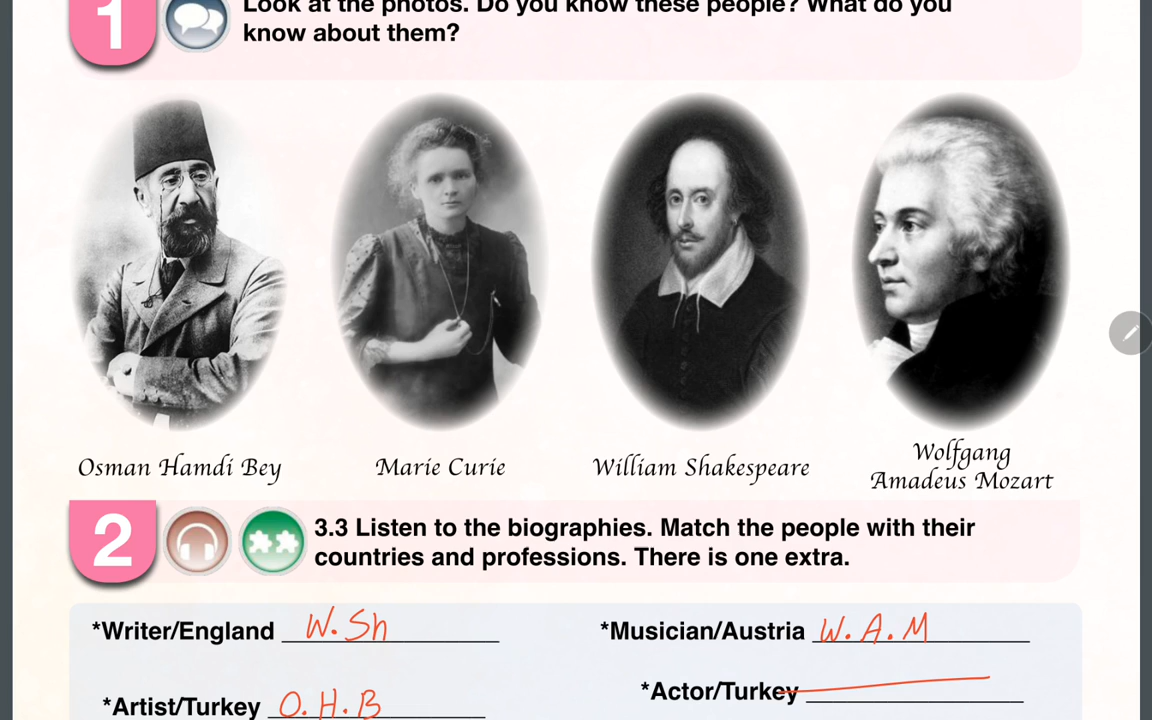 1
Look at the photos. Do you know these people? What do you
know about them?
Osman Hamdi Bey
Marie Curie
William Shakespeare
Wolfgang
Amadeus Mozart
2
3.3 Listen to the biographies. Match the people with their
countries and professions. There is one extra.
*Writer/England W. Sh
*Musician/Austria W. A. M
*Actor/Turkey
*Artist/Turkey O. H. B